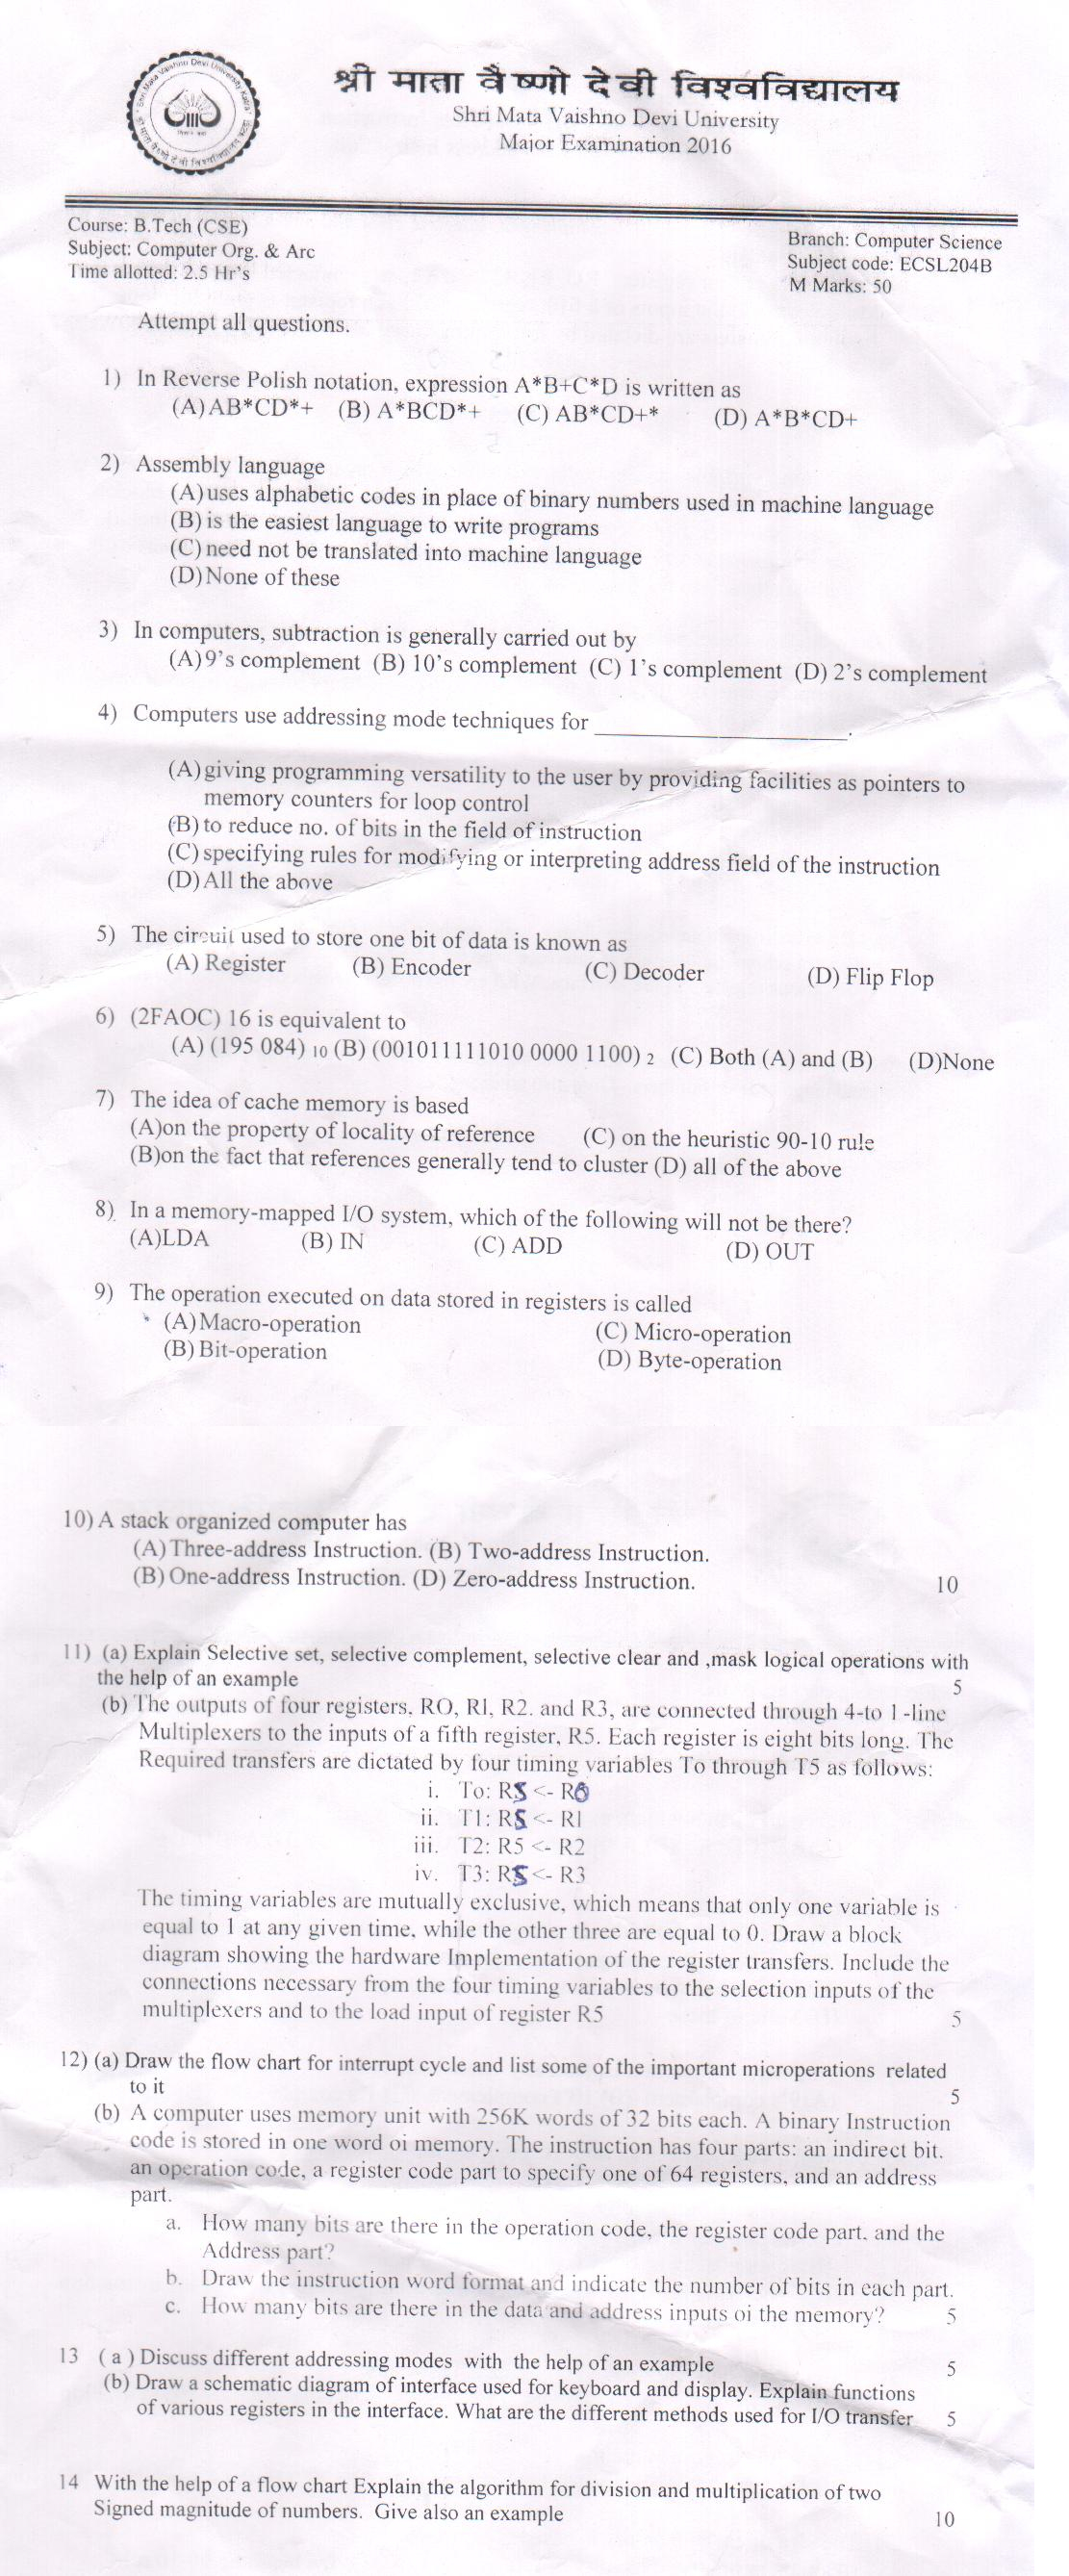 श्री माता वैष्णो देवी विश्वविद्यालय
Shri Mata Vaishno Devi University
Major Examination 2016
Course: B.Tech (CSE)
Subject: Computer Org. & Arc
Time allotted: 2.5 Hr's
Branch: Computer Science
Subject code: ECSL204B
M Marks: 50
Attempt all questions.
1) In Reverse Polish notation, expression A*B+C*D is written as
(A) AB*CD*+ (B) A*BCD*+ (C) AB*CD+* (D) A*B*CD+
2) Assembly language
(A) uses alphabetic codes in place of binary numbers used in machine language
(B) is the easiest language to write programs
(C) need not be translated into machine language
(D) None of these
3) In computers, subtraction is generally carried out by
(A) 9's complement (B) 10's complement (C) 1's complement (D) 2's complement
4) Computers use addressing mode techniques for ____________________.
(A) giving programming versatility to the user by providing facilities as pointers to
memory counters for loop control
(B) to reduce no. of bits in the field of instruction
(C) specifying rules for modifying or interpreting address field of the instruction
(D) All the above
5) The circuit used to store one bit of data is known as
(A) Register (B) Encoder (C) Decoder (D) Flip Flop
6) (2FAOC) 16 is equivalent to
(A) (195 084) 10 (B) (001011111010 0000 1100) 2 (C) Both (A) and (B) (D)None
7) The idea of cache memory is based
(A)on the property of locality of reference (C) on the heuristic 90-10 rule
(B)on the fact that references generally tend to cluster (D) all of the above
8) In a memory-mapped I/O system, which of the following will not be there?
(A)LDA (B) IN (C) ADD (D) OUT
9) The operation executed on data stored in registers is called
(A) Macro-operation (C) Micro-operation
(B) Bit-operation (D) Byte-operation
10) A stack organized computer has
(A) Three-address Instruction. (B) Two-address Instruction.
(B) One-address Instruction. (D) Zero-address Instruction. 10
11) (a) Explain Selective set, selective complement, selective clear and ,mask logical operations with
the help of an example 5
(b) The outputs of four registers, RO, R1, R2. and R3, are connected through 4-to 1-line
Multiplexers to the inputs of a fifth register, R5. Each register is eight bits long. The
Required transfers are dictated by four timing variables To through T5 as follows:
i. To: R5 <- R0
ii. T1: R5 <- R1
iii. T2: R5 <- R2
iv. T3: R5 <- R3
The timing variables are mutually exclusive, which means that only one variable is
equal to 1 at any given time, while the other three are equal to 0. Draw a block
diagram showing the hardware Implementation of the register transfers. Include the
connections necessary from the four timing variables to the selection inputs of the
multiplexers and to the load input of register R5 5
12) (a) Draw the flow chart for interrupt cycle and list some of the important microperations related
to it 5
(b) A computer uses memory unit with 256K words of 32 bits each. A binary Instruction
code is stored in one word oi memory. The instruction has four parts: an indirect bit.
an operation code, a register code part to specify one of 64 registers, and an address
part.
a. How many bits are there in the operation code, the register code part. and the
Address part?
b. Draw the instruction word format and indicate the number of bits in each part.
c. How many bits are there in the data and address inputs oi the memory? 5
13 ( a ) Discuss different addressing modes with the help of an example 5
(b) Draw a schematic diagram of interface used for keyboard and display. Explain functions
of various registers in the interface. What are the different methods used for I/O transfer 5
14 With the help of a flow chart Explain the algorithm for division and multiplication of two
Signed magnitude of numbers. Give also an example 10